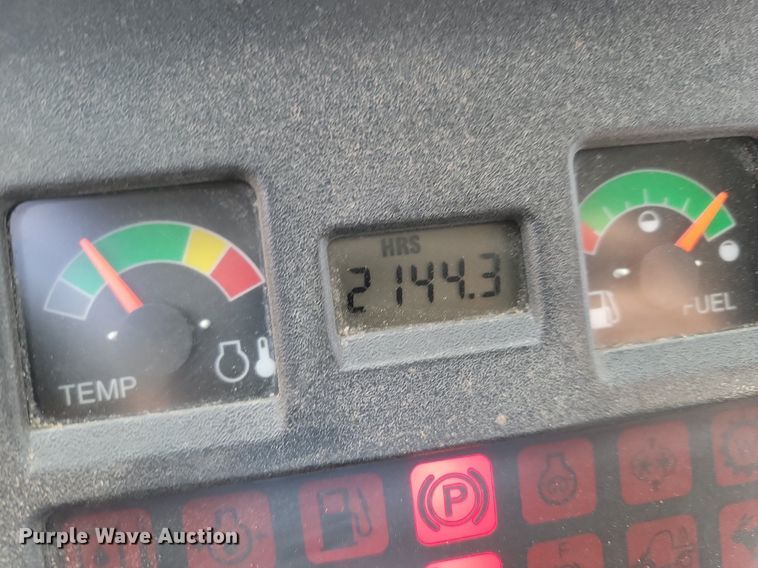 HRS
2144.3
TEMP
FUEL
P
Purple Wave Auction